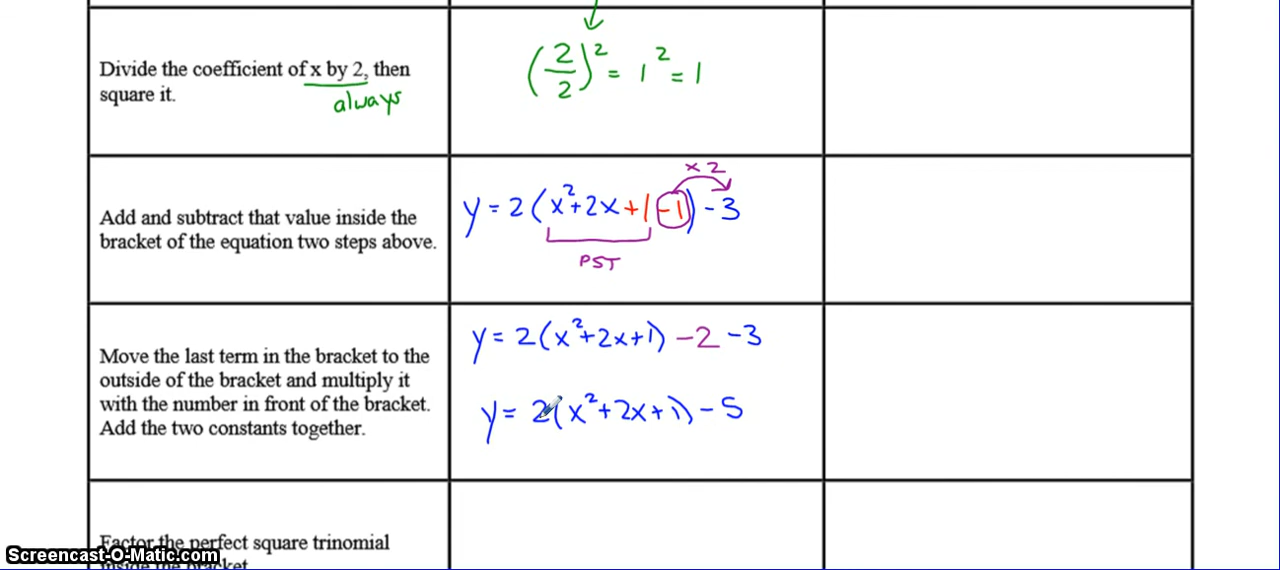 Divide the coefficient of x by 2, then
square it.
always
(2/2)² = 1² = 1
Add and subtract that value inside the
bracket of the equation two steps above.
x 2
y = 2(x²+2x+1-1) -3
PST
Move the last term in the bracket to the
outside of the bracket and multiply it
with the number in front of the bracket.
Add the two constants together.
y = 2(x²+2x+1) -2 -3
y = 2(x²+2x+1) -5
Factor the perfect square trinomial
inside the bracket
Screencast-O-Matic.com